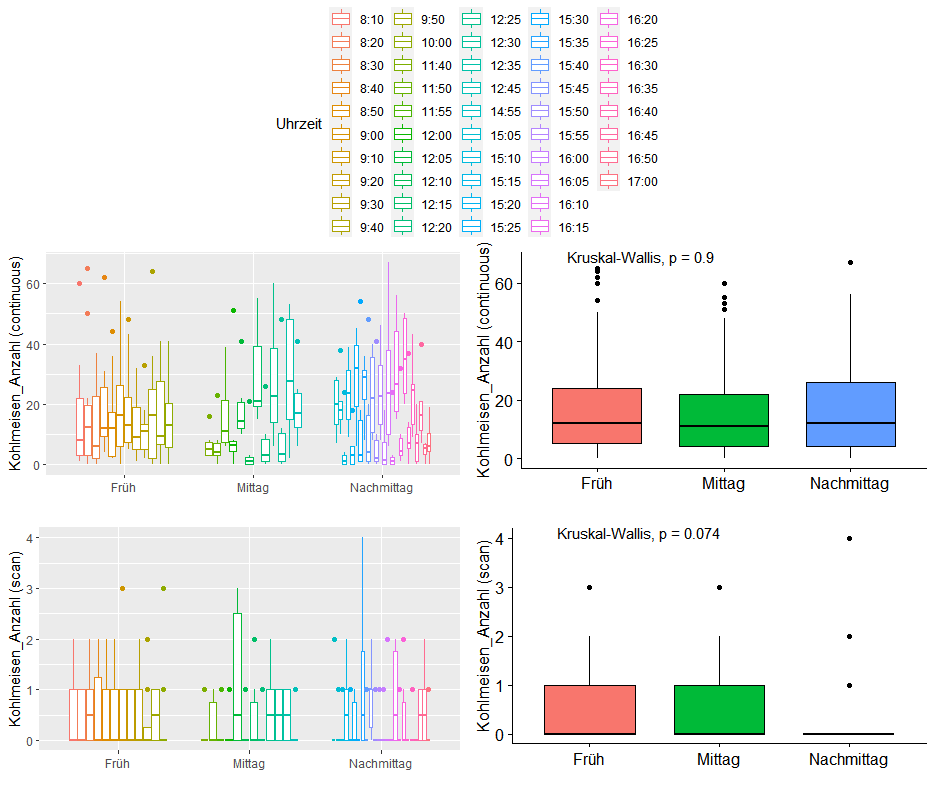 8:10 9:50 12:25 15:30 16:20
8:20 10:00 12:30 15:35 16:25
8:30 11:40 12:35 15:40 16:30
8:40 11:50 12:45 15:45 16:35
8:50 11:55 14:55 15:50 16:40
Uhrzeit
9:00 12:00 15:05 15:55 16:45
9:10 12:05 15:10 16:00 16:50
9:20 12:10 15:15 16:05 17:00
9:30 12:15 15:20 16:10
9:40 12:20 15:25 16:15
Kohlmeisen_Anzahl (continuous)
60
40
20
0
Früh Mittag Nachmittag
Kohlmeisen_Anzahl (continuous)
Kruskal-Wallis, p = 0.9
60
40
20
0
Früh Mittag Nachmittag
Kohlmeisen_Anzahl (scan)
4
3
2
1
0
Früh Mittag Nachmittag
Kohlmeisen_Anzahl (scan)
Kruskal-Wallis, p = 0.074
4
3
2
1
0
Früh Mittag Nachmittag